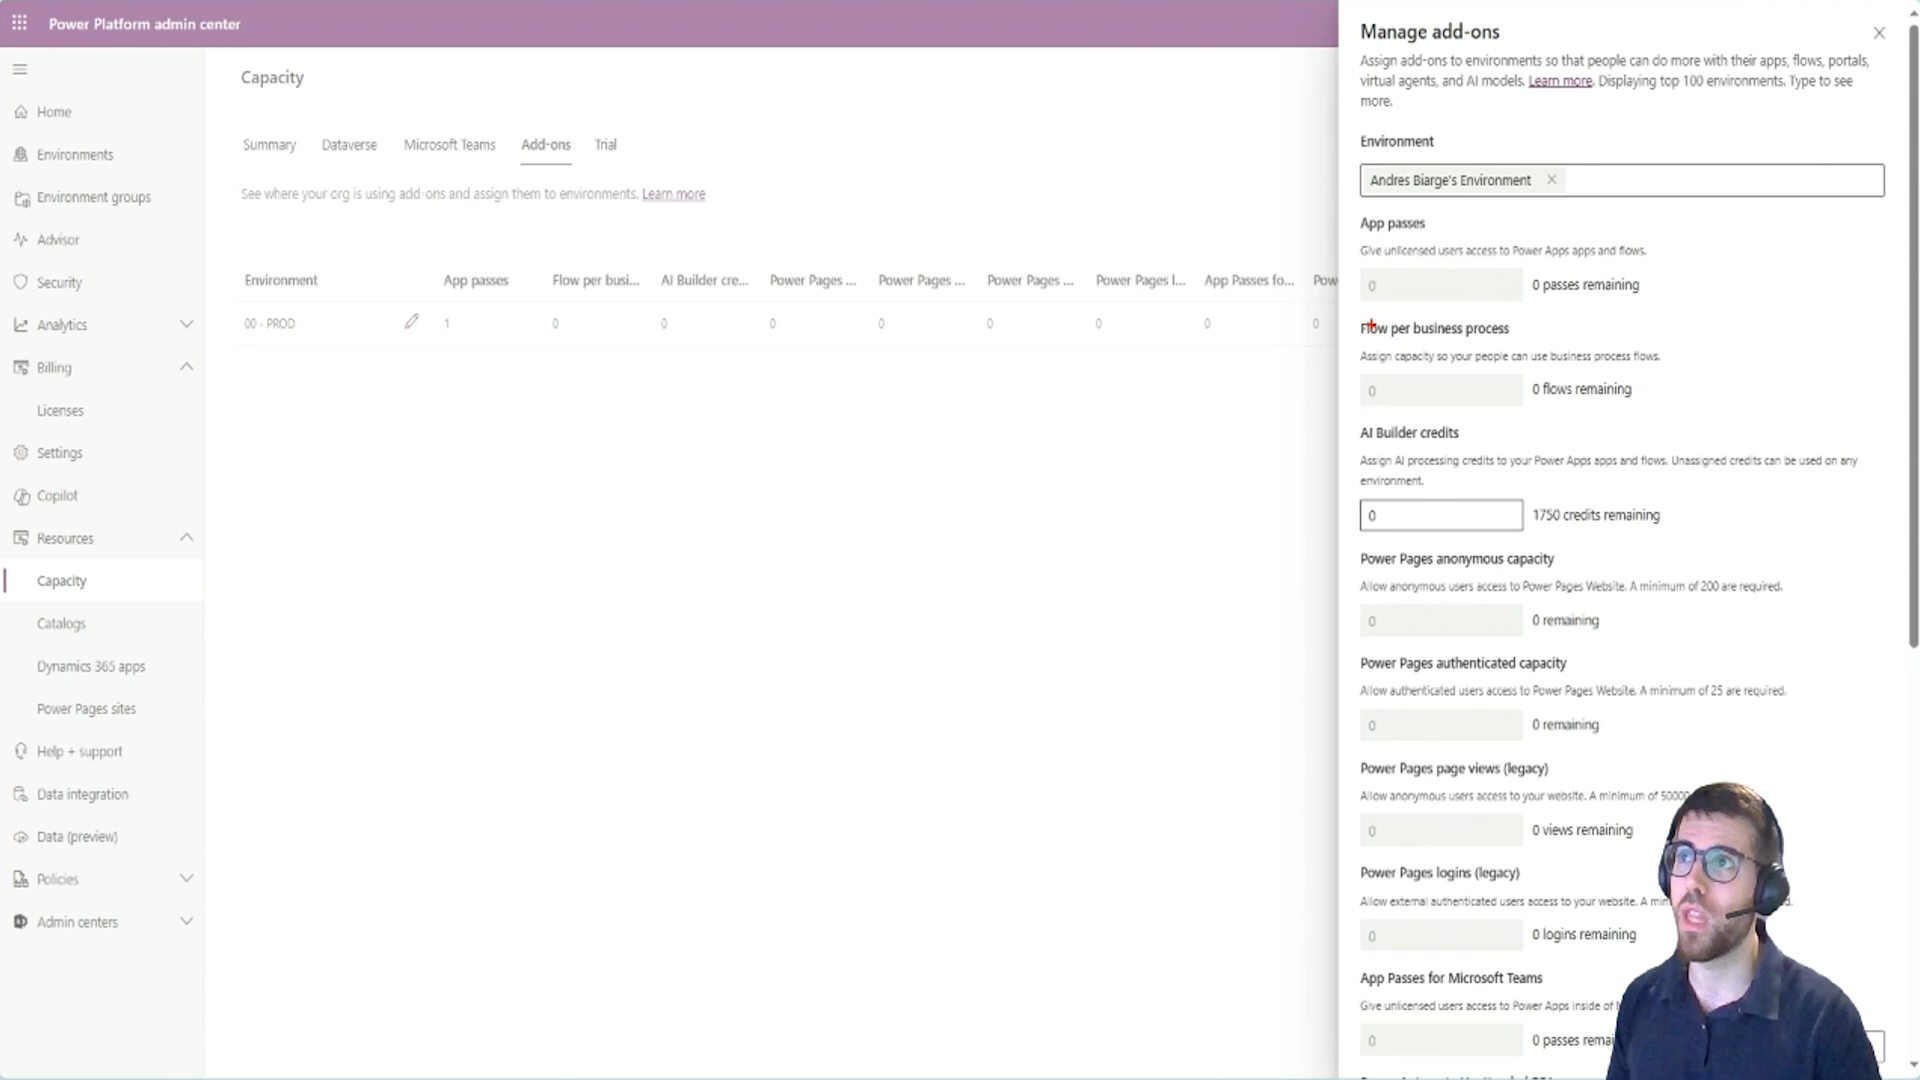 Power Platform admin center
Home
Environments
Environment groups
Advisor
Security
Analytics
Billing
Licenses
Settings
Copilot
Resources
Capacity
Catalogs
Dynamics 365 apps
Power Pages sites
Help + support
Data integration
Data (preview)
Policies
Admin centers
Capacity
Summary Dataverse Microsoft Teams Add-ons Trial
See where your org is using add-ons and assign them to environments. Learn more
Environment App passes Flow per busi... AI Builder cre... Power Pages ... Power Pages ... Power Pages ... Power Pages l... App Passes fo... Pow
00 - PROD 1 0 0 0 0 0 0 0 0
Manage add-ons
Assign add-ons to environments so that people can do more with their apps, flows, portals,
virtual agents, and AI models. Learn more. Displaying top 100 environments. Type to see
more.
Environment
Andres Biarge's Environment
App passes
Give unlicensed users access to Power Apps apps and flows.
0 0 passes remaining
Flow per business process
Assign capacity so your people can use business process flows.
0 0 flows remaining
AI Builder credits
Assign AI processing credits to your Power Apps apps and flows. Unassigned credits can be used on any
environment.
0 1750 credits remaining
Power Pages anonymous capacity
Allow anonymous users access to Power Pages Website. A minimum of 200 are required.
0 0 remaining
Power Pages authenticated capacity
Allow authenticated users access to Power Pages Website. A minimum of 25 are required.
0 0 remaining
Power Pages page views (legacy)
Allow anonymous users access to your website. A minimum of 50000
0 0 views remaining
Power Pages logins (legacy)
Allow external authenticated users access to your website. A min
0 0 logins remaining
App Passes for Microsoft Teams
Give unlicensed users access to Power Apps inside of
0 0 passes remai